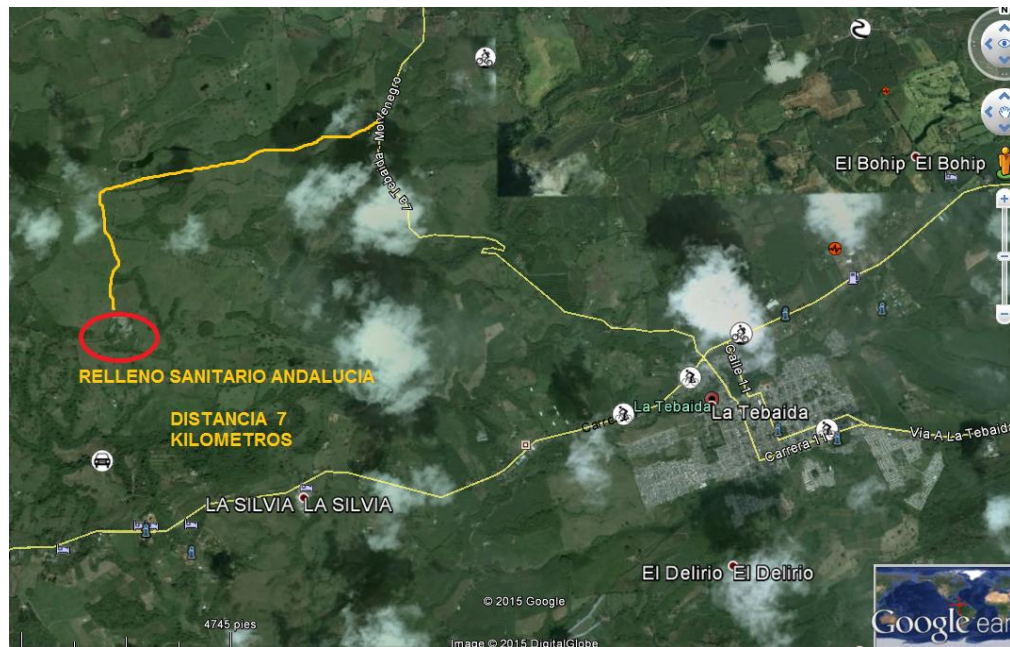 N
La Tebaida - Montenegro
El Bohip El Bohip
RELLENO SANITARIO ANDALUCIA
DISTANCIA 7
KILOMETROS
Calle 11
La Tebaida La Tebaida
Carrera 11
Via A La Tebaida
LA SILVIA LA SILVIA
El Delirio El Delirio
© 2015 Google
4745 pies
Image © 2015 DigitalGlobe
Google ear